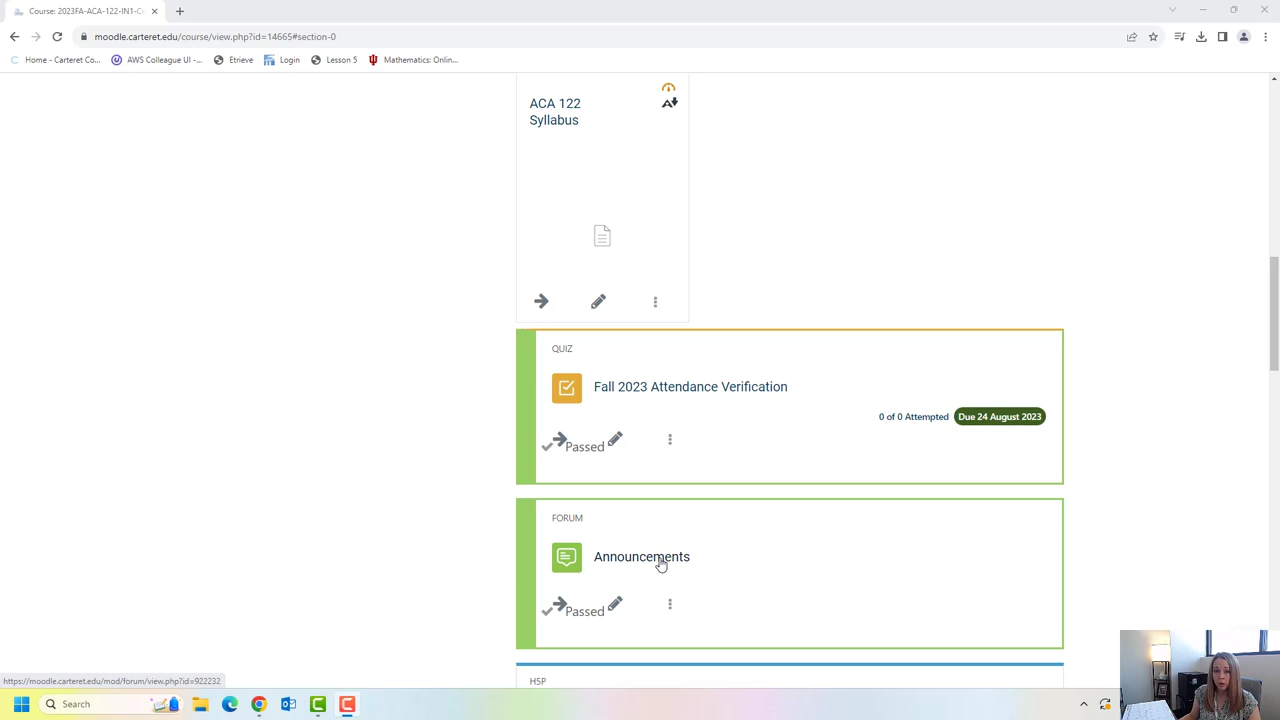 Course: 2023FA-ACA-122-IN1-C
moodle.carteret.edu/course/view.php?id=14665#section-0
Home - Carteret Co... AWS Colleague UI -... Etrieve Login Lesson 5 Mathematics: Onlin...
ACA 122
Syllabus
QUIZ
Fall 2023 Attendance Verification
0 of 0 Attempted Due 24 August 2023
Passed
FORUM
Announcements
Passed
H5P
https://moodle.carteret.edu/mod/forum/view.php?id=922232
Search